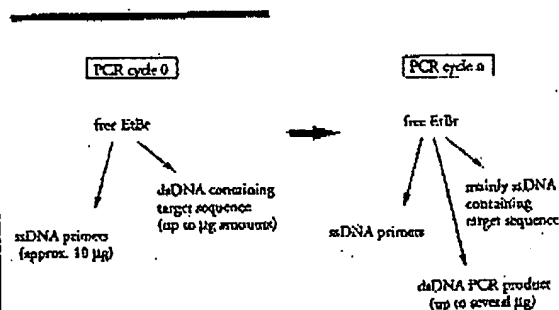 PCR cycle 0
free EtBr
dsDNA containing
target sequence
(up to µg amounts)
ssDNA primers
(approx. 10 µg)
PCR cycle n
free EtBr
mainly ssDNA
containing
target sequence
ssDNA primers
dsDNA PCR product
(up to several µg)